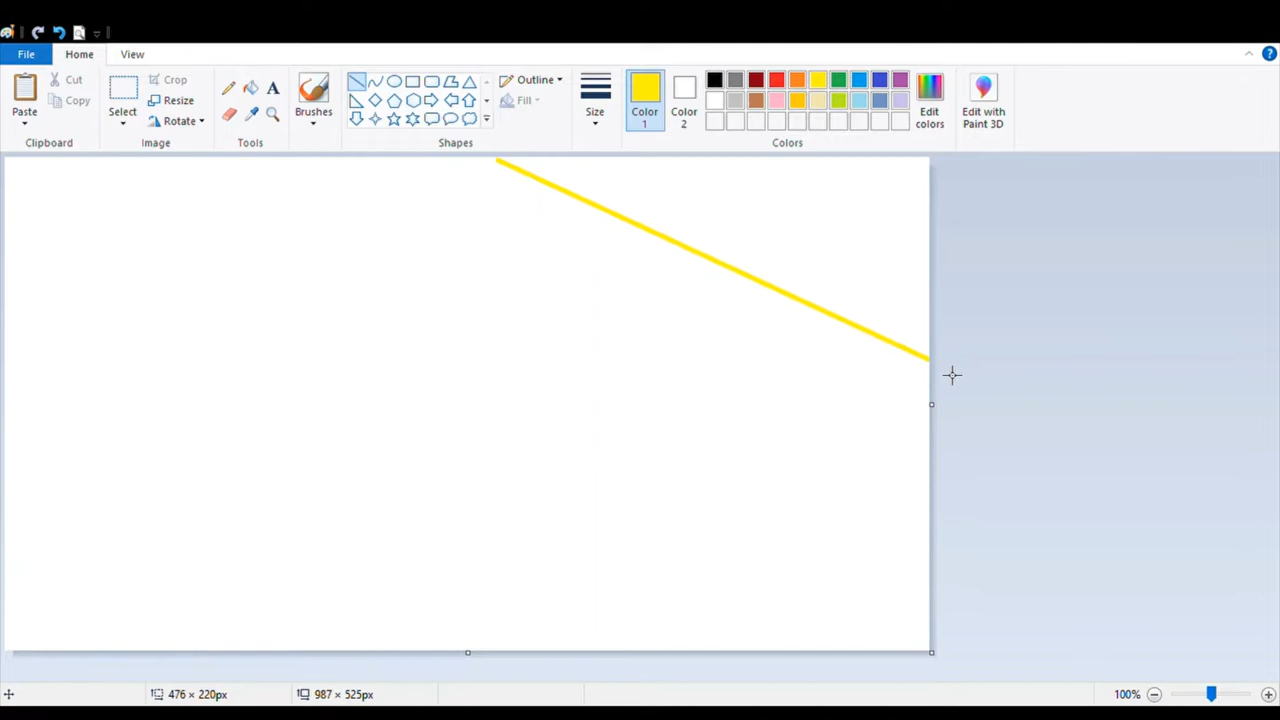 File Home View
Paste
Cut
Copy
Clipboard
Select
Crop
Resize
Rotate
Image
Tools
Brushes
Outline
Fill
Shapes
Size
Color
1
Color
2
Edit
colors
Colors
Edit with
Paint 3D
476 × 220px 987 × 525px 100%